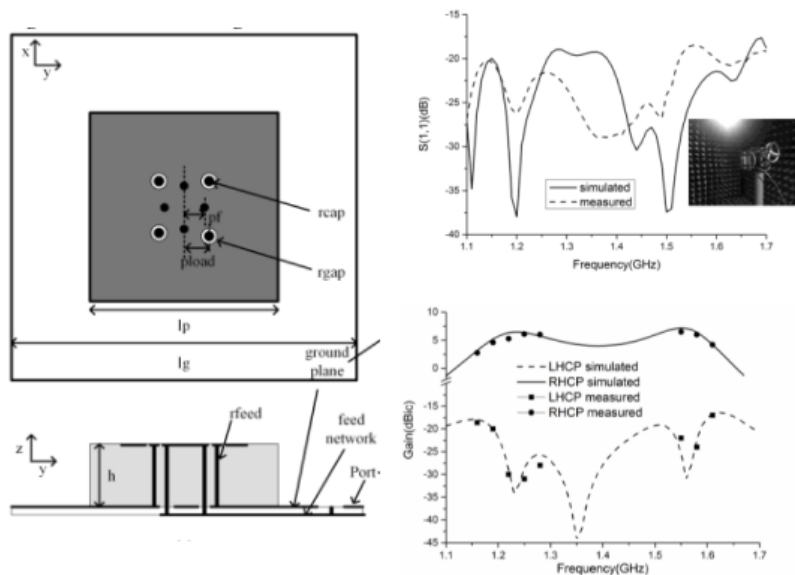 x
y
rcap
pf
pload
rgap
lp
lg
ground
plane
rfeed
feed
network
z
y
h
Port
S(1,1)(dB)
-15
-20
-25
-30
-35
-40
simulated
measured
1.1 1.2 1.3 1.4 1.5 1.6 1.7
Frequency(GHz)
Gain(dBic)
10
5
0
-15
-20
-25
-30
-35
-40
-45
LHCP simulated
RHCP simulated
LHCP measured
RHCP measured
1.1 1.2 1.3 1.4 1.5 1.6 1.7
Frequency(GHz)